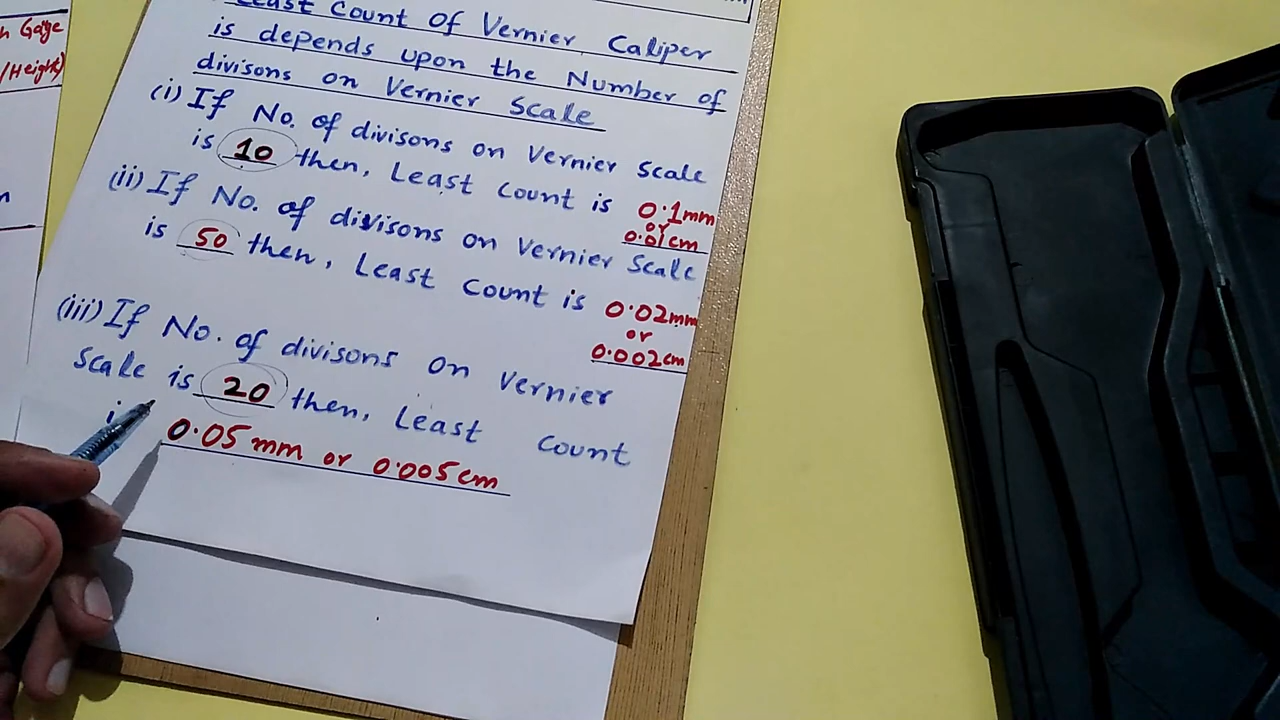 n Gage
/Height)
Least Count Of Vernier Caliper
is depends upon the Number of
divisons on Vernier Scale
(i) If No. of divisons on Vernier Scale
is 10 then, Least Count is 0.1mm
or
0.01cm
(ii) If No. of divisons on Vernier Scale
is 50 then, Least Count is 0.02mm
or
0.002cm
(iii) If No. of divisons on Vernier
Scale is 20 then, Least Count
0.05 mm or 0.005cm